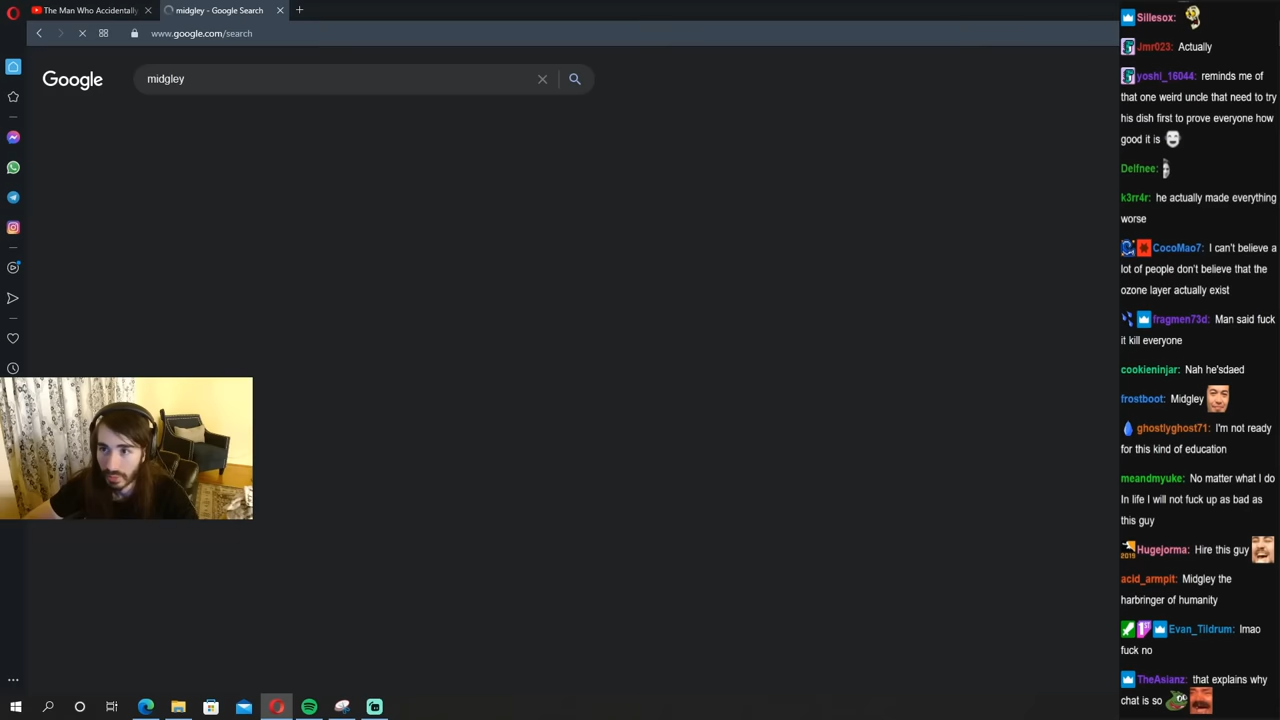 The Man Who Accidentally
midgley - Google Search
www.google.com/search
Google
midgley
Sillesox:
Jmr023: Actually
yoshi_16044: reminds me of
that one weird uncle that need to try
his dish first to prove everyone how
good it is
Delfnee:
k3rr4r: he actually made everything
worse
CocoMao7: I can't believe a
lot of people don't believe that the
ozone layer actually exist
fragmen73d: Man said fuck
it kill everyone
cookieninjar: Nah he'sdaed
frostboot: Midgley
ghostlyghost71: I'm not ready
for this kind of education
meandmyuke: No matter what I do
In life I will not fuck up as bad as
this guy
2019
Hugejorma: Hire this guy
acid_armpit: Midgley the
harbringer of humanity
Evan_Tildrum: lmao
fuck no
TheAsianz: that explains why
chat is so